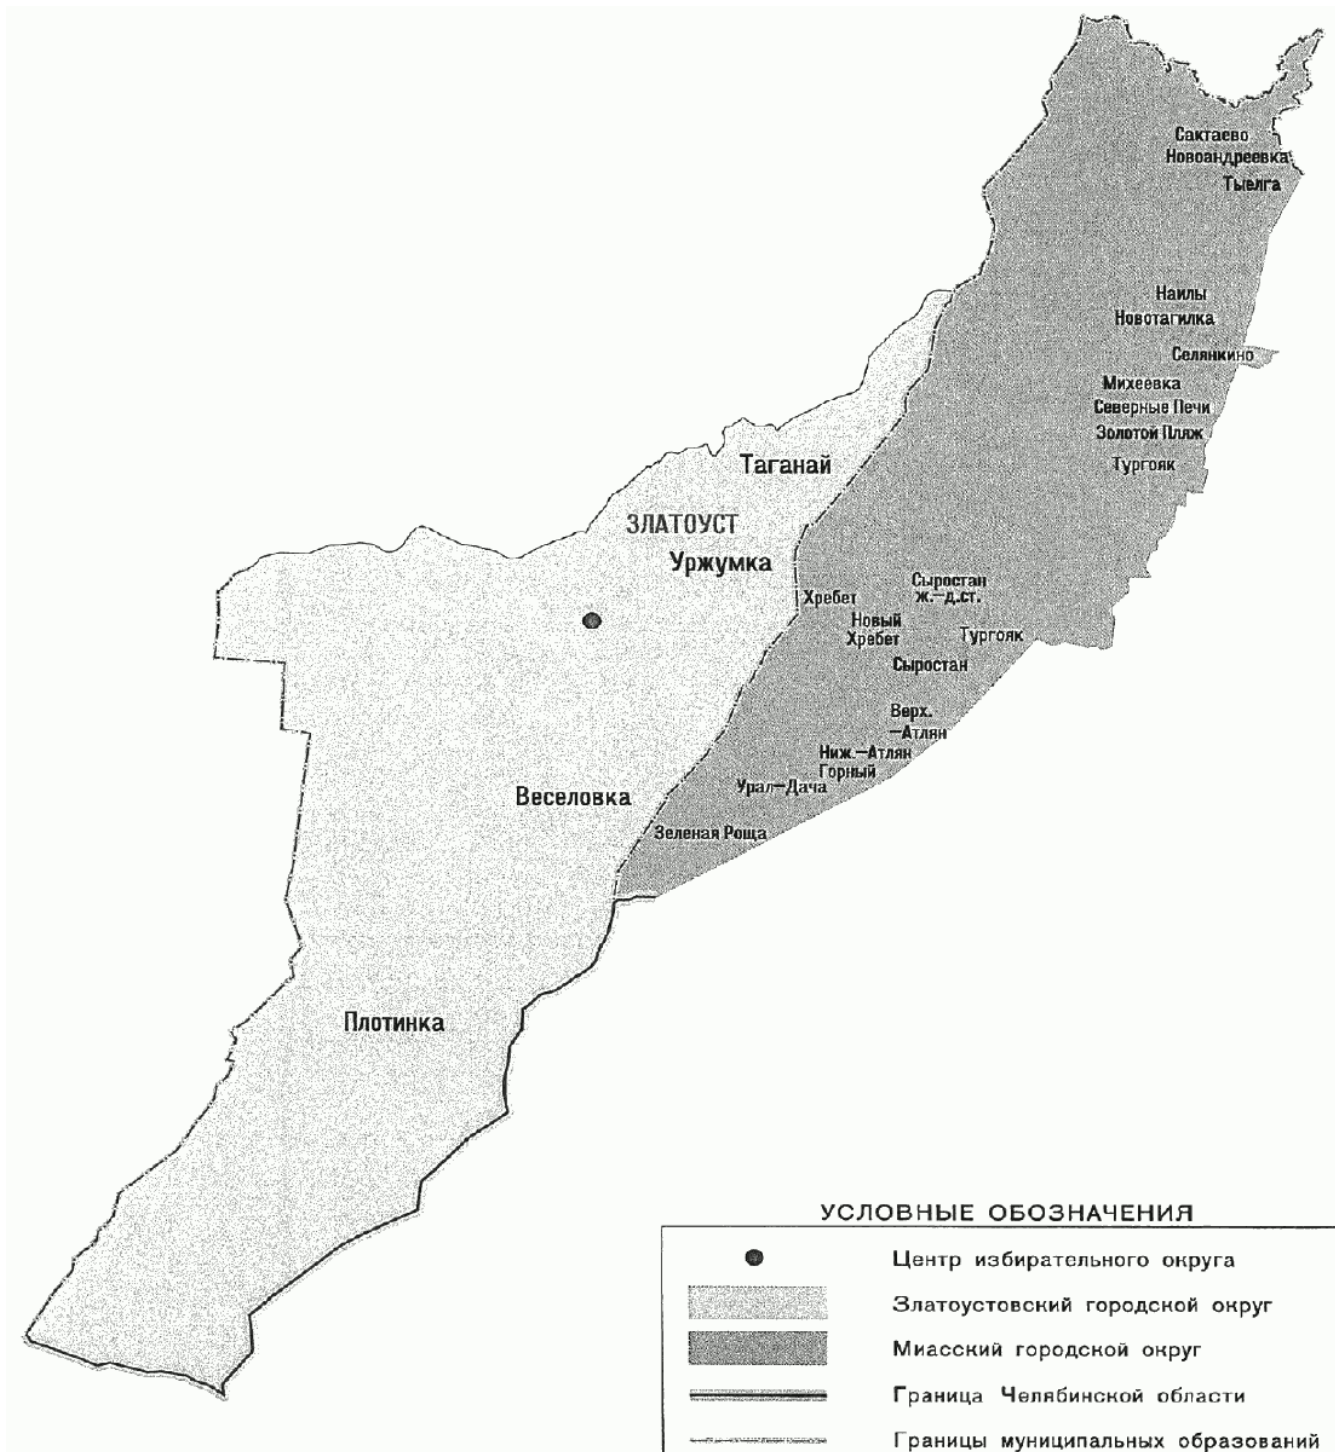 Сактаево
Новоандреевка
Тыелга
Наилы
Новотагилка
Селянкино
Михеевка
Северные Печи
Золотой Пляж
Тургояк
Таганай
ЗЛАТОУСТ
Уржумка
Сыростан
ж.–д.ст.
Хребет
Новый
Хребет
Тургояк
Сыростан
Верх.
–Атлян
Ниж.–Атлян
Горный
Урал–Дача
Веселовка
Зеленая Роща
Плотинка
УСЛОВНЫЕ ОБОЗНАЧЕНИЯ
Центр избирательного округа
Златоустовский городской округ
Миасский городской округ
Граница Челябинской области
Границы муниципальных образований